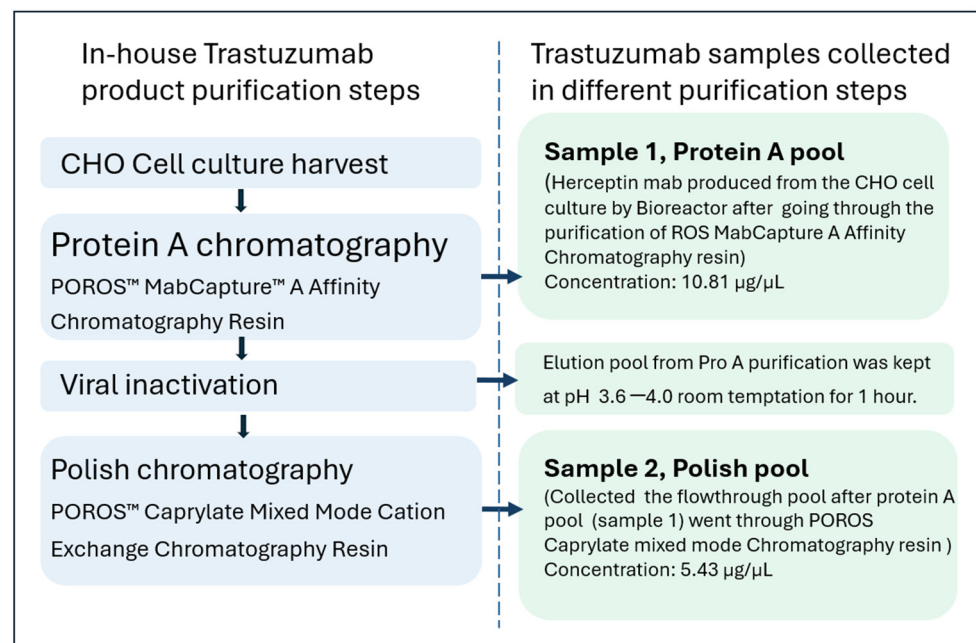 In-house Trastuzumab
product purification steps
CHO Cell culture harvest
Protein A chromatography
POROS™ MabCapture™ A Affinity
Chromatography Resin
Viral inactivation
Polish chromatography
POROS™ Caprylate Mixed Mode Cation
Exchange Chromatography Resin
Trastuzumab samples collected
in different purification steps
Sample 1, Protein A pool
(Herceptin mab produced from the CHO cell
culture by Bioreactor after going through the
purification of ROS MabCapture A Affinity
Chromatography resin)
Concentration: 10.81 µg/µL
Elution pool from Pro A purification was kept
at pH 3.6—4.0 room temptation for 1 hour.
Sample 2, Polish pool
(Collected the flowthrough pool after protein A
pool (sample 1) went through POROS
Caprylate mixed mode Chromatography resin )
Concentration: 5.43 µg/µL